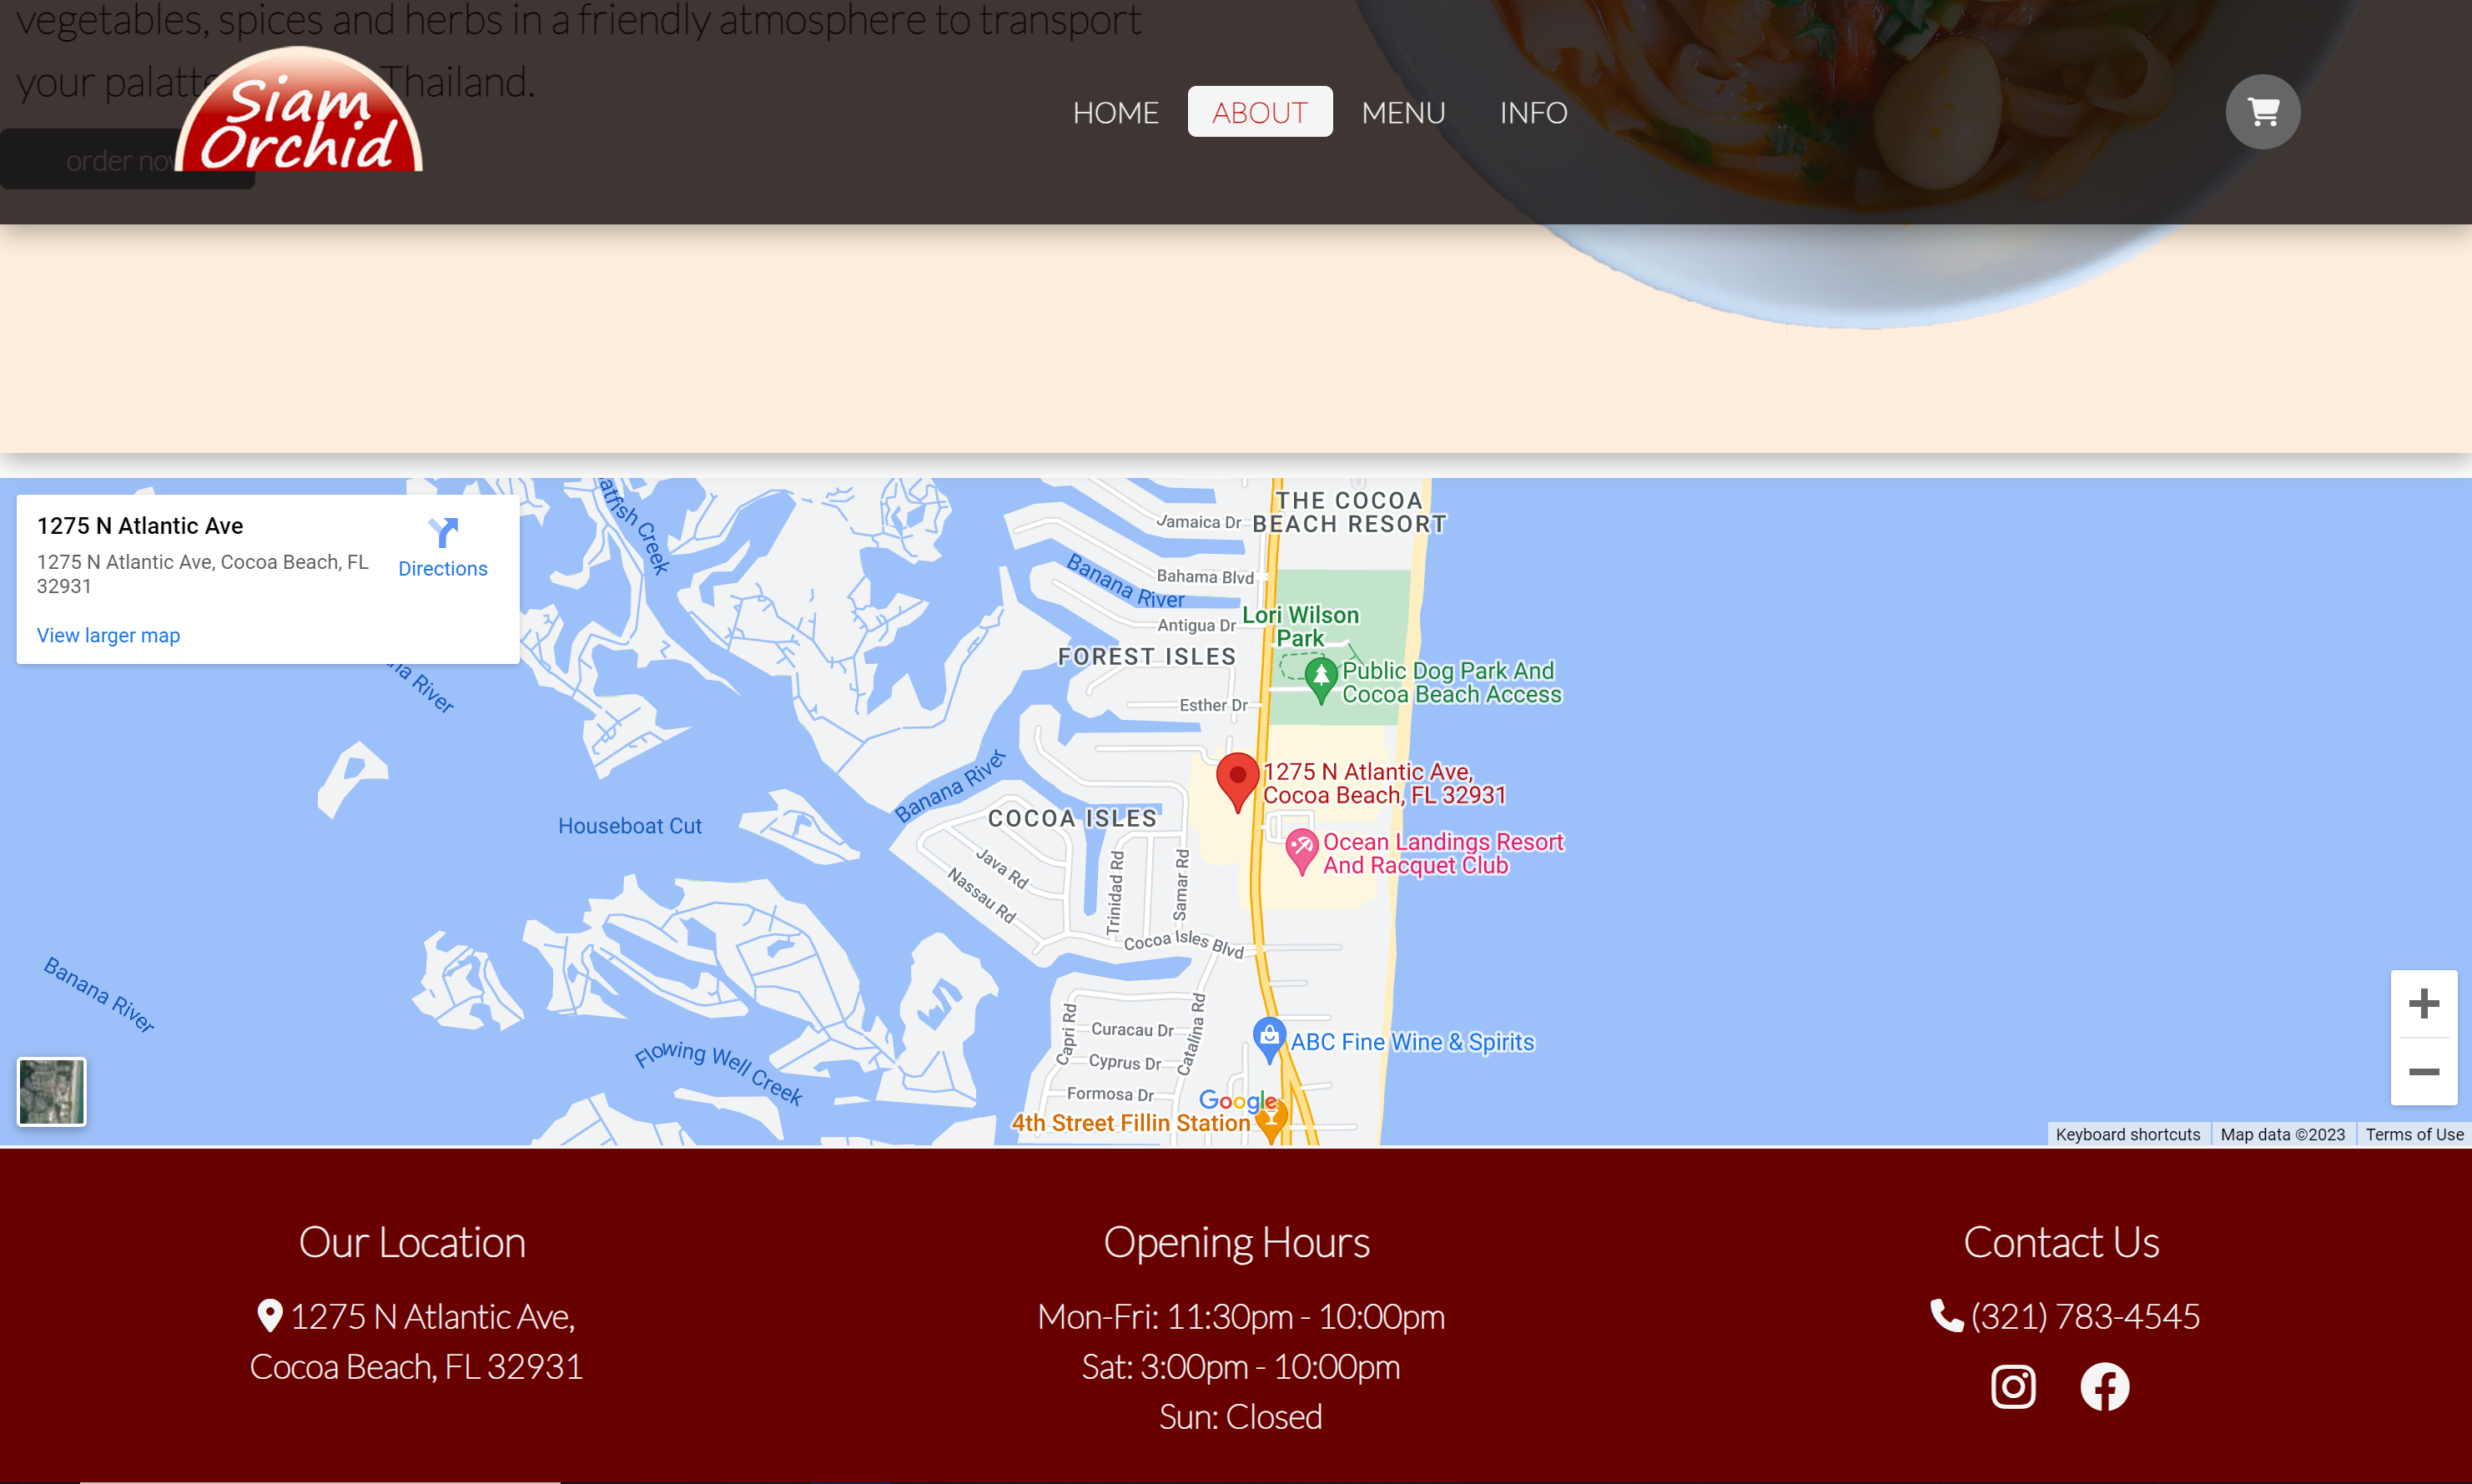 vegetables, spices and herbs in a friendly atmosphere to transport
your palatte Thailand.
order now
Siam
Orchid
HOME ABOUT MENU INFO
1275 N Atlantic Ave
1275 N Atlantic Ave, Cocoa Beach, FL
32931
Directions
View larger map
Banana River
THE COCOA
BEACH RESORT
Jamaica Dr
Banana River
Bahama Blvd
Antigua Dr
Lori Wilson
Park
FOREST ISLES
Public Dog Park And
Cocoa Beach Access
Esther Dr
1275 N Atlantic Ave,
Cocoa Beach, FL 32931
Banana River
COCOA ISLES
Houseboat Cut
Ocean Landings Resort
And Racquet Club
Java Rd
Nassau Rd
Trinidad Rd
Samar Rd
Cocoa Isles Blvd
Banana River
Capri Rd
Curacau Dr
Catalina Rd
Cyprus Dr
Flowing Well Creek
ABC Fine Wine & Spirits
Formosa Dr
Google
4th Street Fillin Station
Keyboard shortcuts Map data ©2023 Terms of Use
Our Location
1275 N Atlantic Ave,
Cocoa Beach, FL 32931
Opening Hours
Mon-Fri: 11:30pm - 10:00pm
Sat: 3:00pm - 10:00pm
Sun: Closed
Contact Us
(321) 783-4545